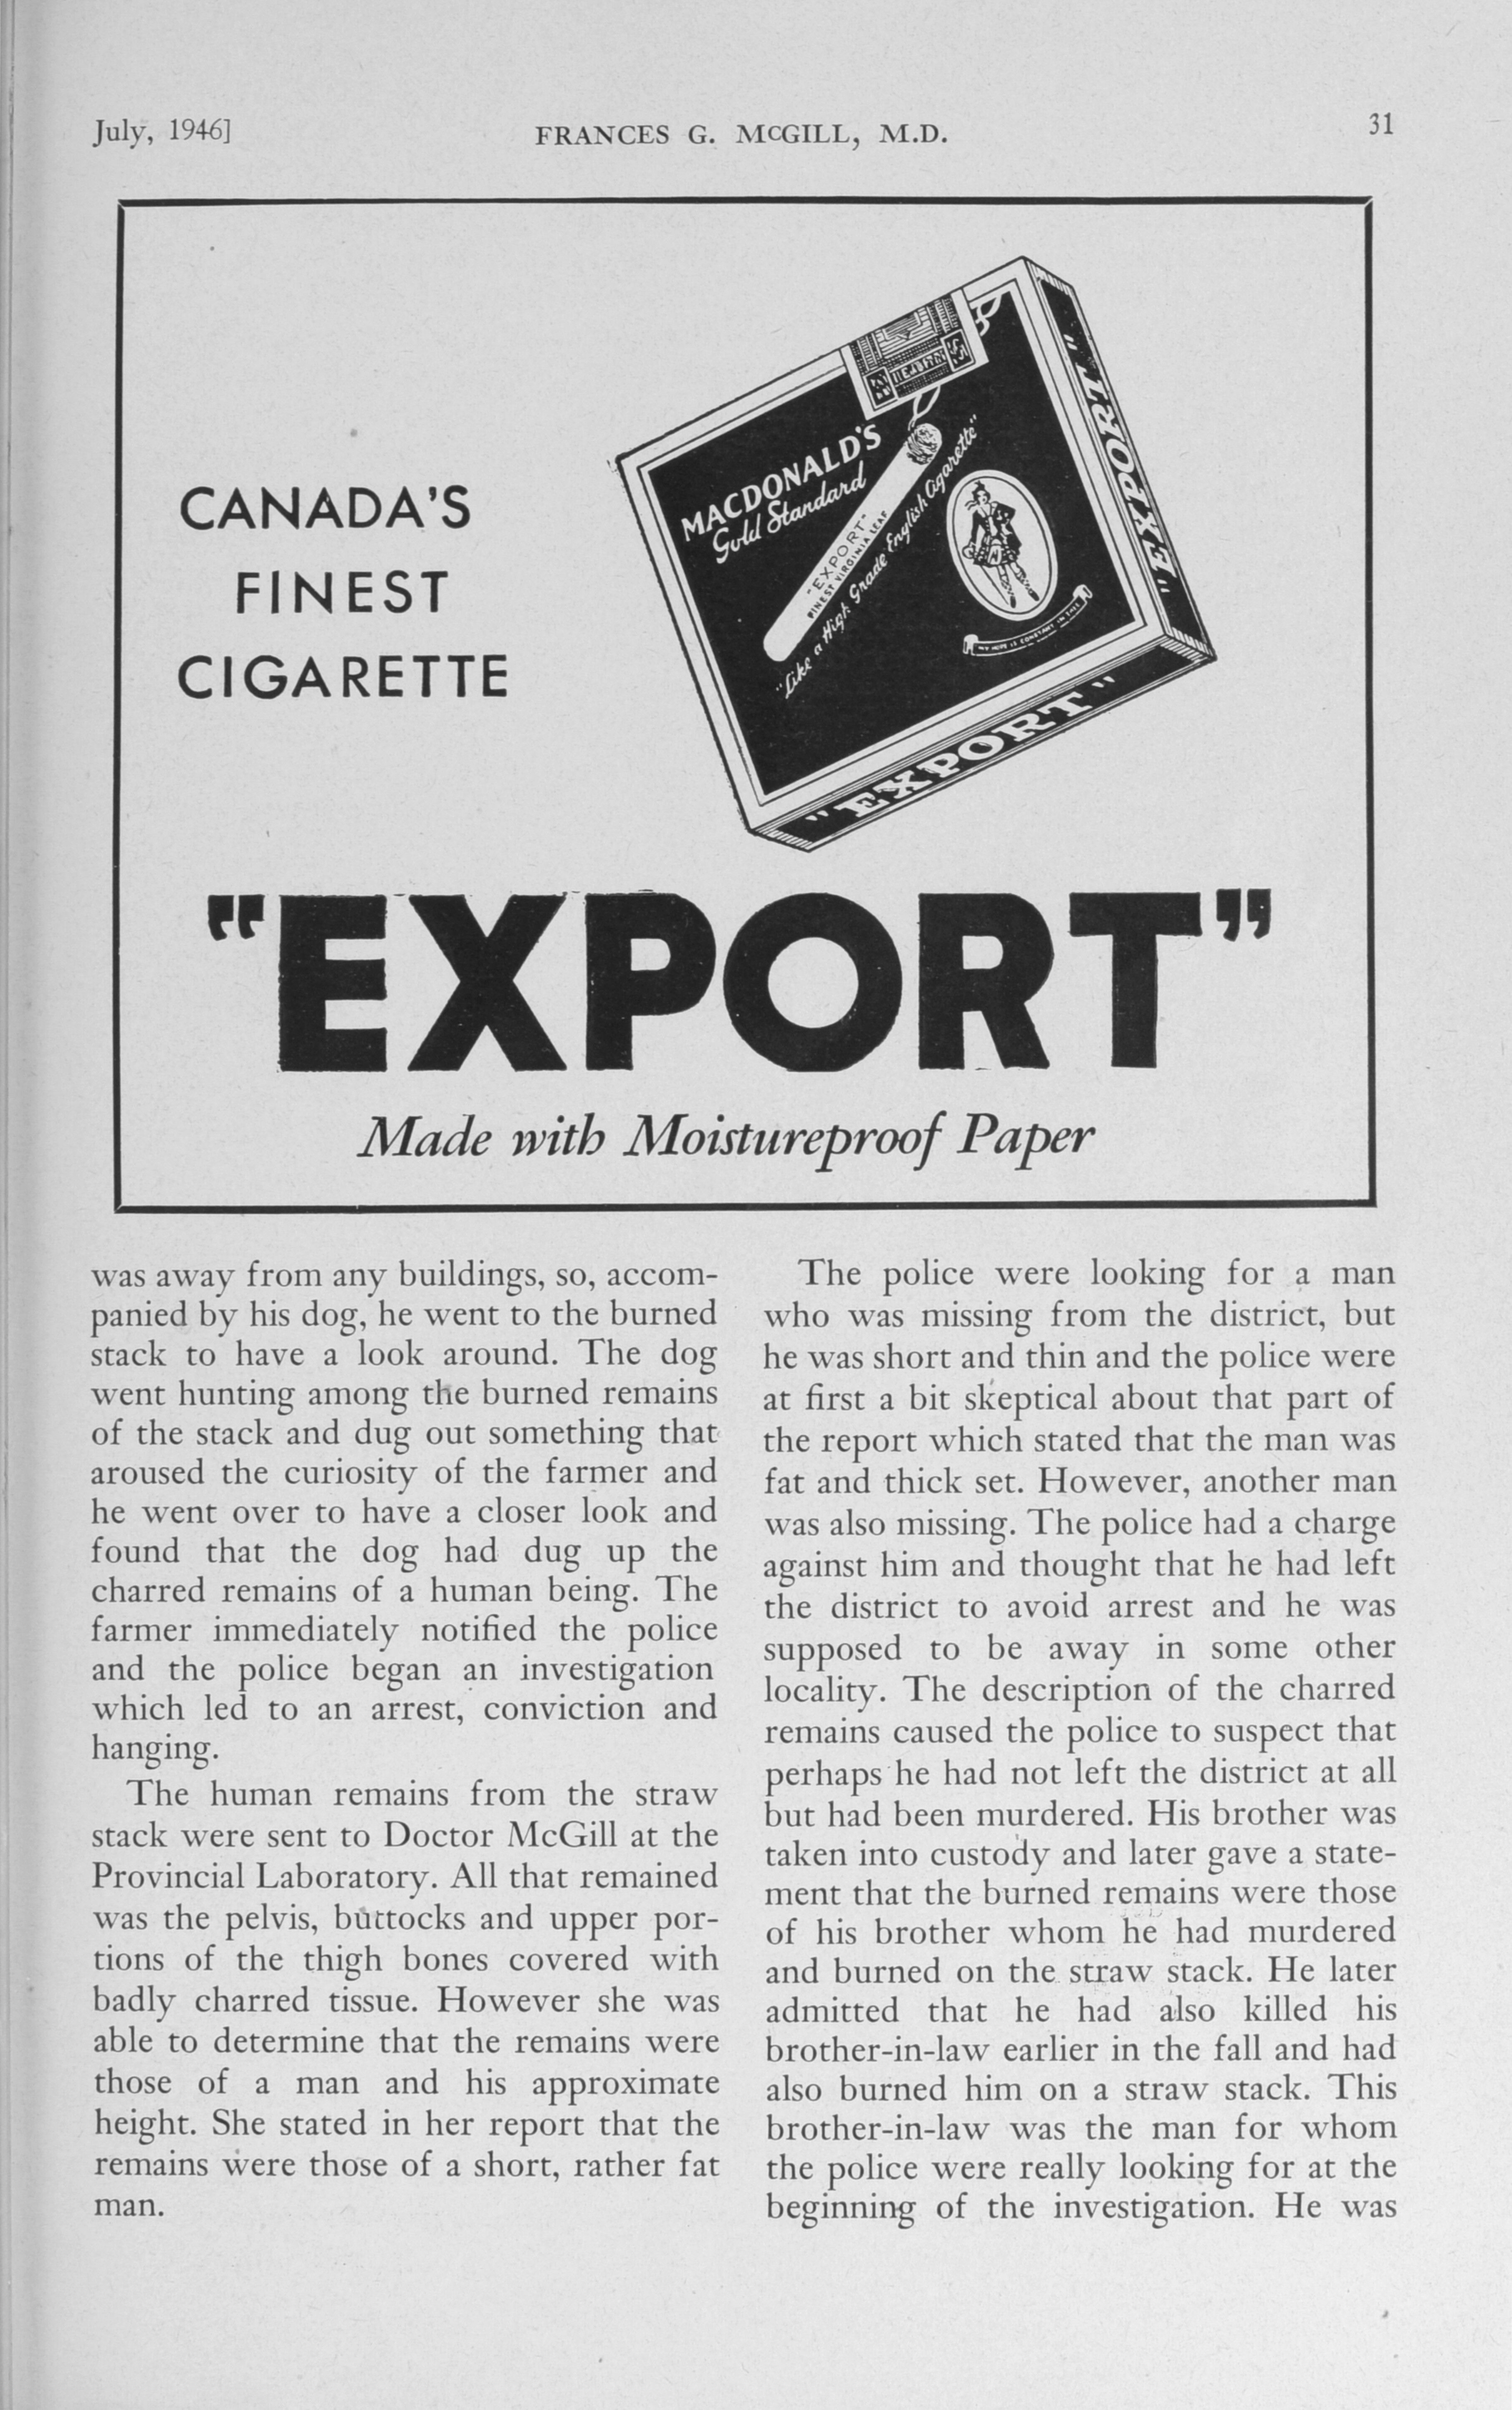 July, 1946]
FRANCES G. McGILL, M.D.
31
CANADA'S
FINEST
CIGARETTE
MACDONALD'S
Gold Standard
"EXPORT"
FINEST VIRGINIA LEAF
"Like a High Grade English Cigarette"
"EXPORT"
"EXPORT"
"EXPORT"
Made with Moistureproof Paper
was away from any buildings, so, accom-
panied by his dog, he went to the burned
stack to have a look around. The dog
went hunting among the burned remains
of the stack and dug out something that
aroused the curiosity of the farmer and
he went over to have a closer look and
found that the dog had dug up the
charred remains of a human being. The
farmer immediately notified the police
and the police began an investigation
which led to an arrest, conviction and
hanging.
The human remains from the straw
stack were sent to Doctor McGill at the
Provincial Laboratory. All that remained
was the pelvis, buttocks and upper por-
tions of the thigh bones covered with
badly charred tissue. However she was
able to determine that the remains were
those of a man and his approximate
height. She stated in her report that the
remains were those of a short, rather fat
man.
The police were looking for a man
who was missing from the district, but
he was short and thin and the police were
at first a bit skeptical about that part of
the report which stated that the man was
fat and thick set. However, another man
was also missing. The police had a charge
against him and thought that he had left
the district to avoid arrest and he was
supposed to be away in some other
locality. The description of the charred
remains caused the police to suspect that
perhaps he had not left the district at all
but had been murdered. His brother was
taken into custody and later gave a state-
ment that the burned remains were those
of his brother whom he had murdered
and burned on the straw stack. He later
admitted that he had also killed his
brother-in-law earlier in the fall and had
also burned him on a straw stack. This
brother-in-law was the man for whom
the police were really looking for at the
beginning of the investigation. He was